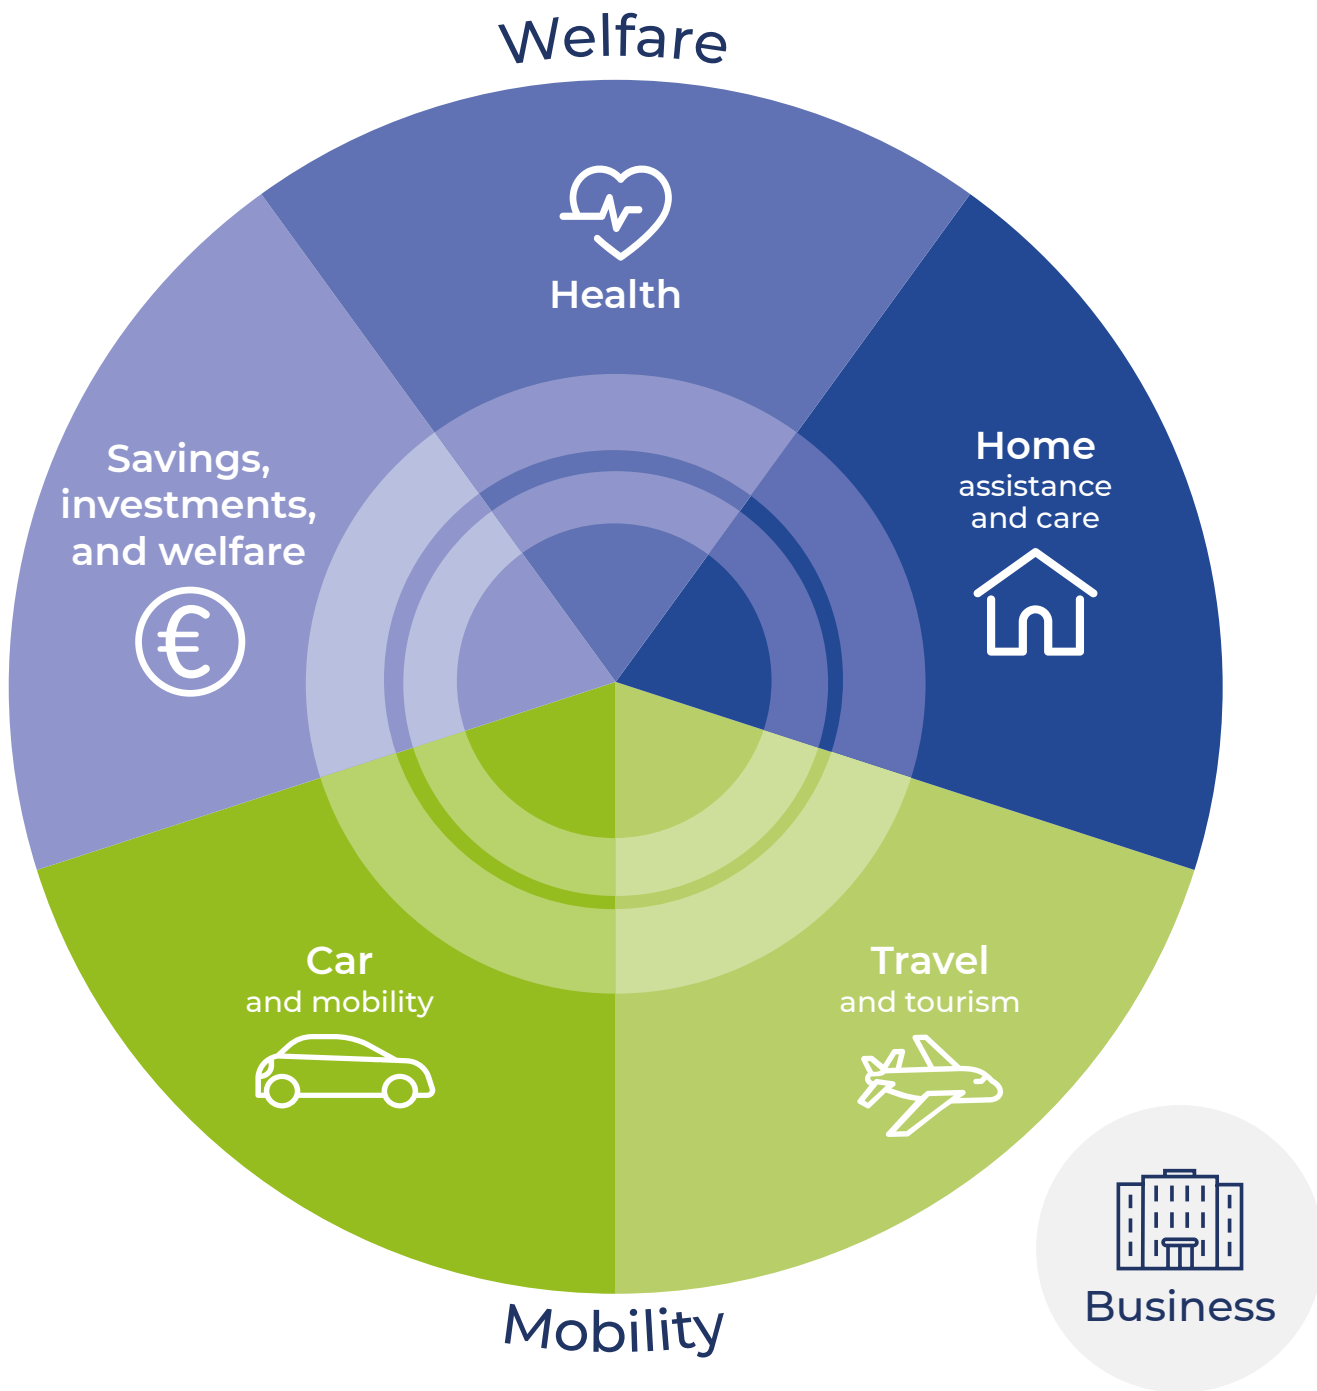 Welfare
Health
Savings,
investments,
and welfare
€
Home
assistance
and care
Car
and mobility
Travel
and tourism
Business
Mobility